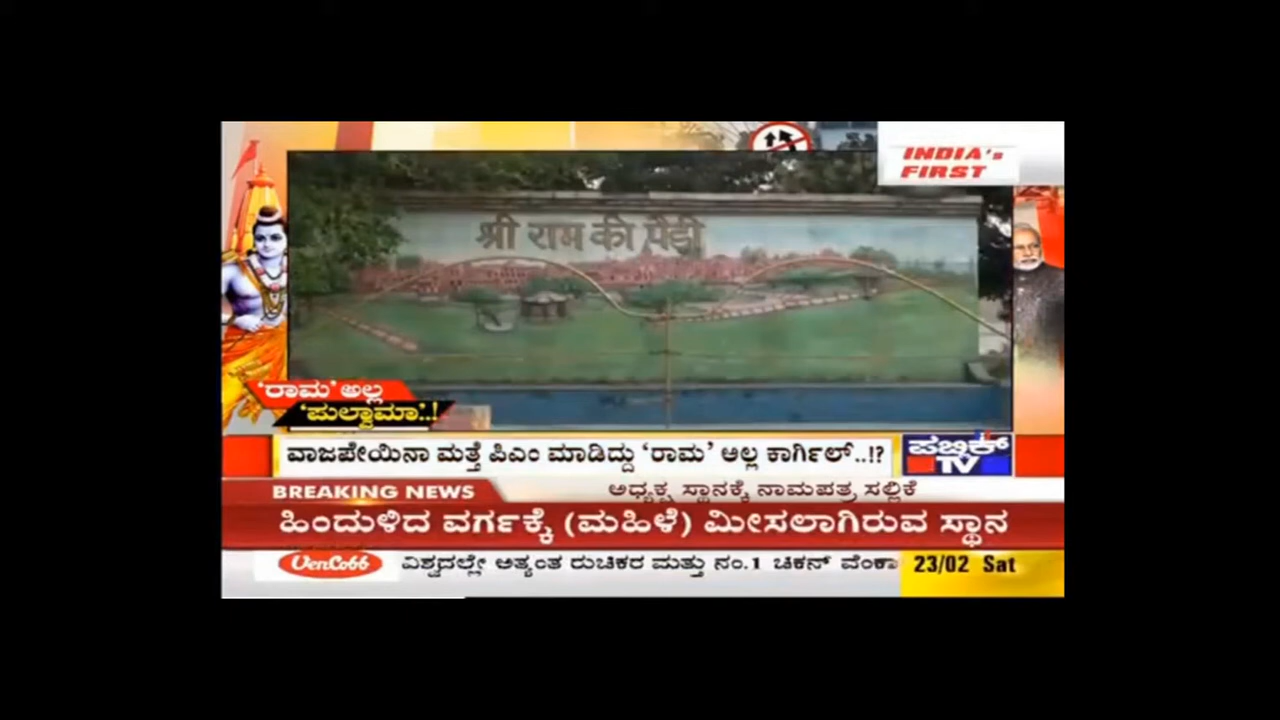 INDIA's
FIRST
श्री राम की पैड़ी
‘ರಾಮ’ ಅಲ್ಲ
‘ಪುಲ್ವಾಮಾ’..!
ವಾಜಪೇಯಿನಾ ಮತ್ತೆ ಪಿಎಂ ಮಾಡಿದ್ದು ‘ರಾಮ’ ಅಲ್ಲ ಕಾರ್ಗಿಲ್..!?
ಪಬ್ಲಿಕ್
TV
BREAKING NEWS
ಅಧ್ಯಕ್ಷ ಸ್ಥಾನಕ್ಕೆ ನಾಮಪತ್ರ ಸಲ್ಲಿಕೆ
ಹಿಂದುಳಿದ ವರ್ಗಕ್ಕೆ (ಮಹಿಳೆ) ಮೀಸಲಾಗಿರುವ ಸ್ಥಾನ
VenCobb
ವಿಶ್ವದಲ್ಲೇ ಅತ್ಯಂತ ರುಚಿಕರ ಮತ್ತು ನಂ.1 ಚಿಕನ್ ವೆಂಕಾ
23/02 Sat